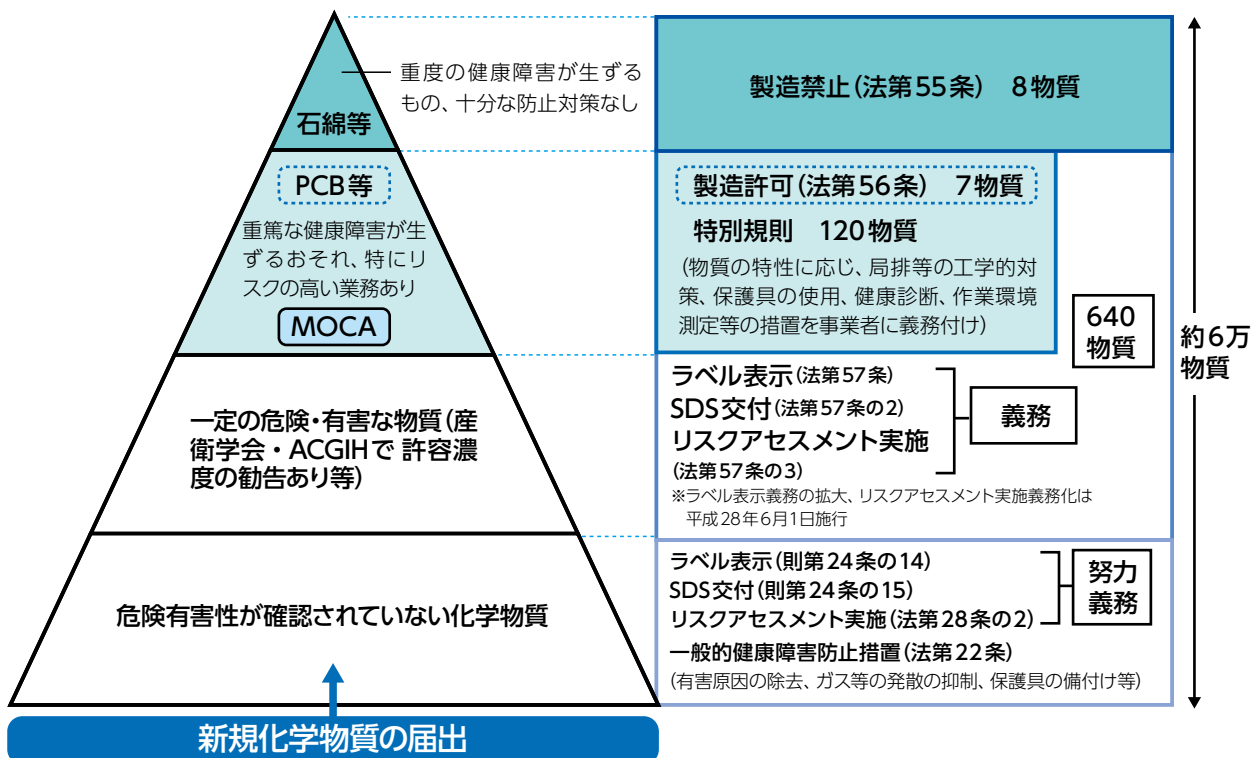 重度の健康障害が生ずる
もの、十分な防止対策なし
石綿等
製造禁止(法第55条) 8物質
PCB等
重篤な健康障害が生
ずるおそれ、特にリ
スクの高い業務あり
MOCA
製造許可(法第56条) 7物質
特別規則 120物質
(物質の特性に応じ、局排等の工学的対
策、保護具の使用、健康診断、作業環境
測定等の措置を事業者に義務付け)
640
物質
約6万
物質
一定の危険・有害な物質(産
衛学会・ACGIHで 許容濃
度の勧告あり等)
ラベル表示(法第57条)
SDS交付(法第57条の2)
リスクアセスメント実施
(法第57条の3)
義務
※ラベル表示義務の拡大、リスクアセスメント実施義務化は
平成28年6月1日施行
危険有害性が確認されていない化学物質
ラベル表示(則第24条の14)
SDS交付(則第24条の15)
リスクアセスメント実施(法第28条の2)
努力
義務
一般的健康障害防止措置(法第22条)
(有害原因の除去、ガス等の発散の抑制、保護具の備付け等)
新規化学物質の届出